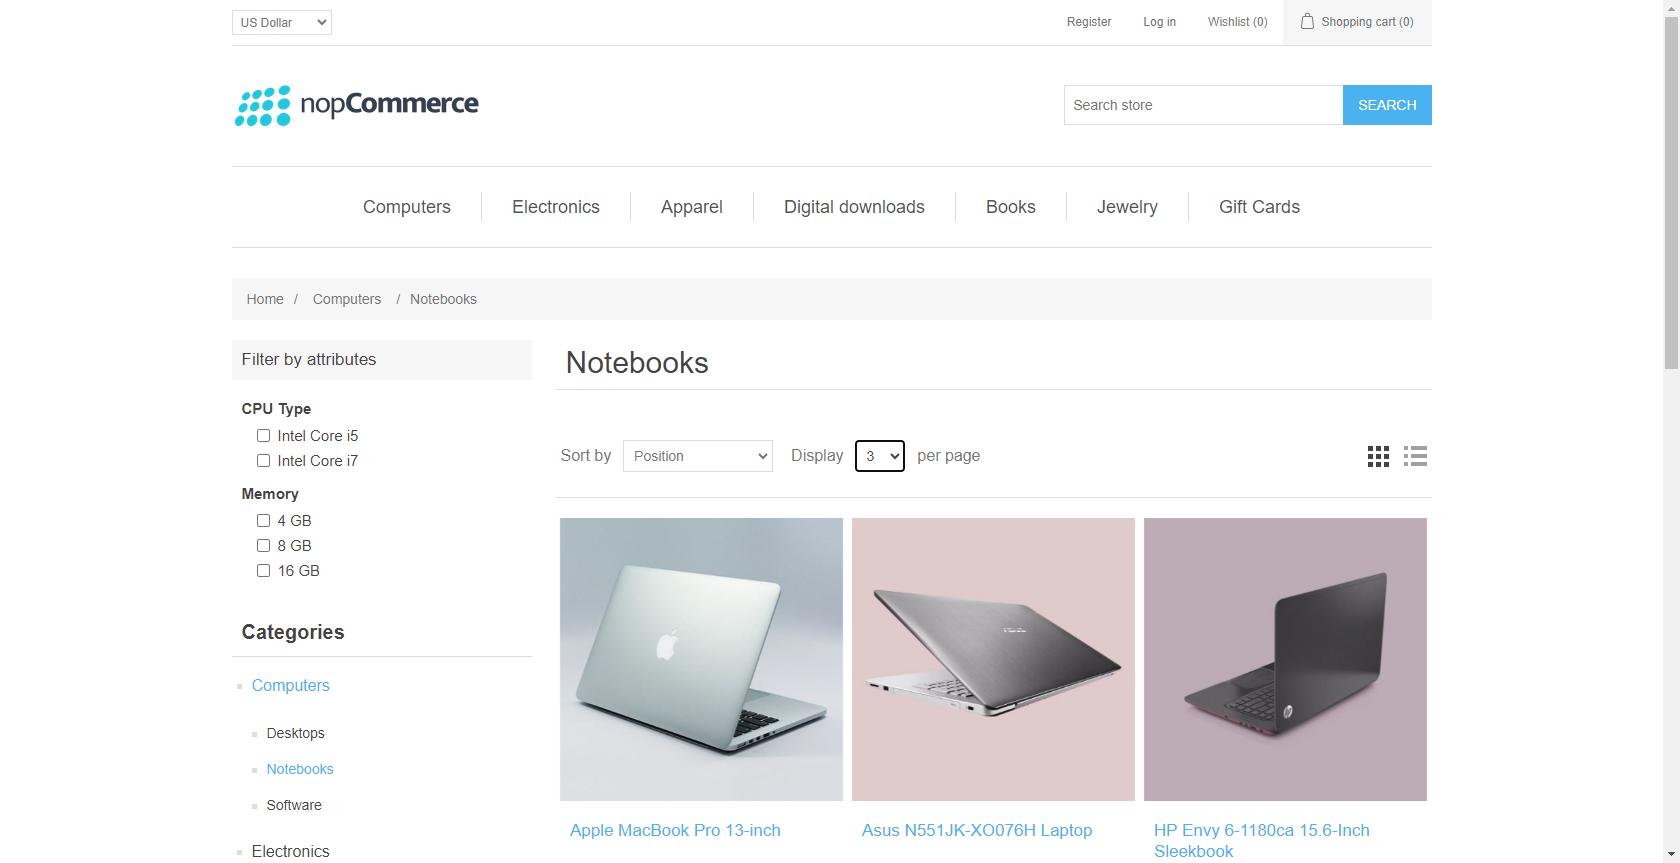 US Dollar
Register
Log in
Wishlist (0)
Shopping cart (0)
nopCommerce
Search store
SEARCH
Computers
Electronics
Apparel
Digital downloads
Books
Jewelry
Gift Cards
Home / Computers / Notebooks
Filter by attributes
CPU Type
Intel Core i5
Intel Core i7
Memory
4 GB
8 GB
16 GB
Categories
Computers
Desktops
Notebooks
Software
Electronics
Notebooks
Sort by Position Display 3 per page
ASUS
hp
Apple MacBook Pro 13-inch
Asus N551JK-XO076H Laptop
HP Envy 6-1180ca 15.6-Inch
Sleekbook